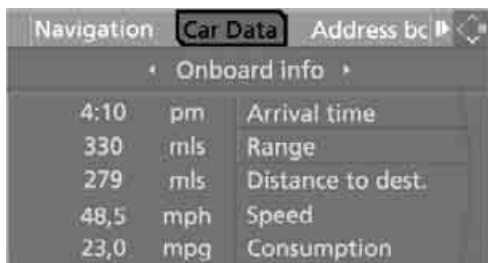 Navigation Car Data Address bc
Onboard info
4:10 pm Arrival time
330 mls Range
279 mls Distance to dest.
48,5 mph Speed
23,0 mpg Consumption